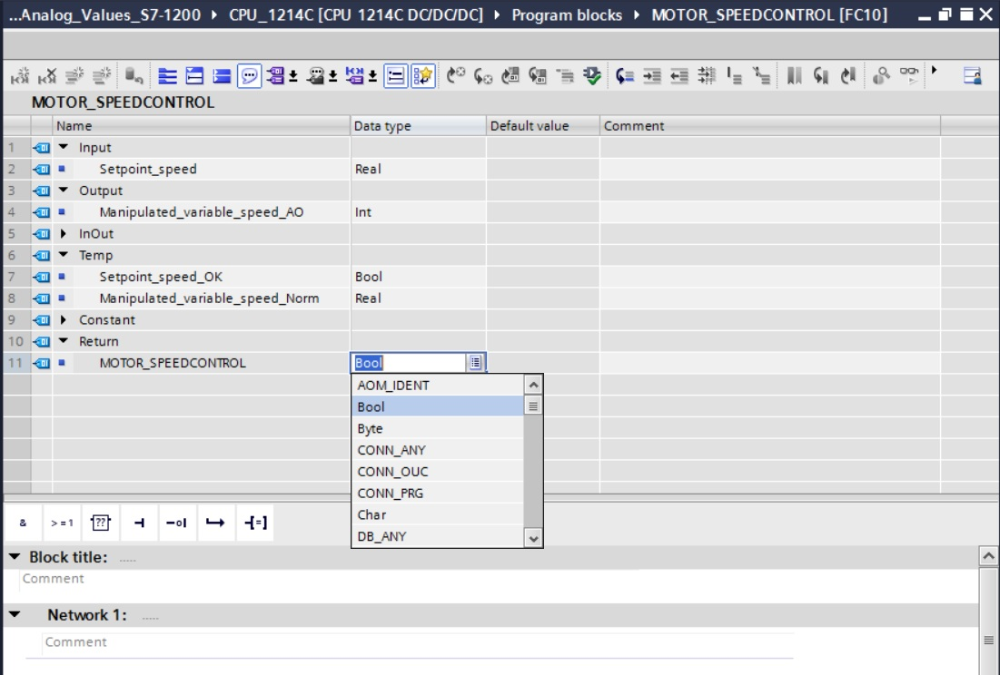 ...Analog_Values_S7-1200 ▸ CPU_1214C [CPU 1214C DC/DC/DC] ▸ Program blocks ▸ MOTOR_SPEEDCONTROL [FC10]
MOTOR_SPEEDCONTROL
Name Data type Default value Comment
1 Input
2 Setpoint_speed Real
3 Output
4 Manipulated_variable_speed_AO Int
5 InOut
6 Temp
7 Setpoint_speed_OK Bool
8 Manipulated_variable_speed_Norm Real
9 Constant
10 Return
11 MOTOR_SPEEDCONTROL Bool
AOM_IDENT
Bool
Byte
CONN_ANY
CONN_OUC
CONN_PRG
Char
DB_ANY
& >=1 ??
Block title: .....
Comment
Network 1: .....
Comment